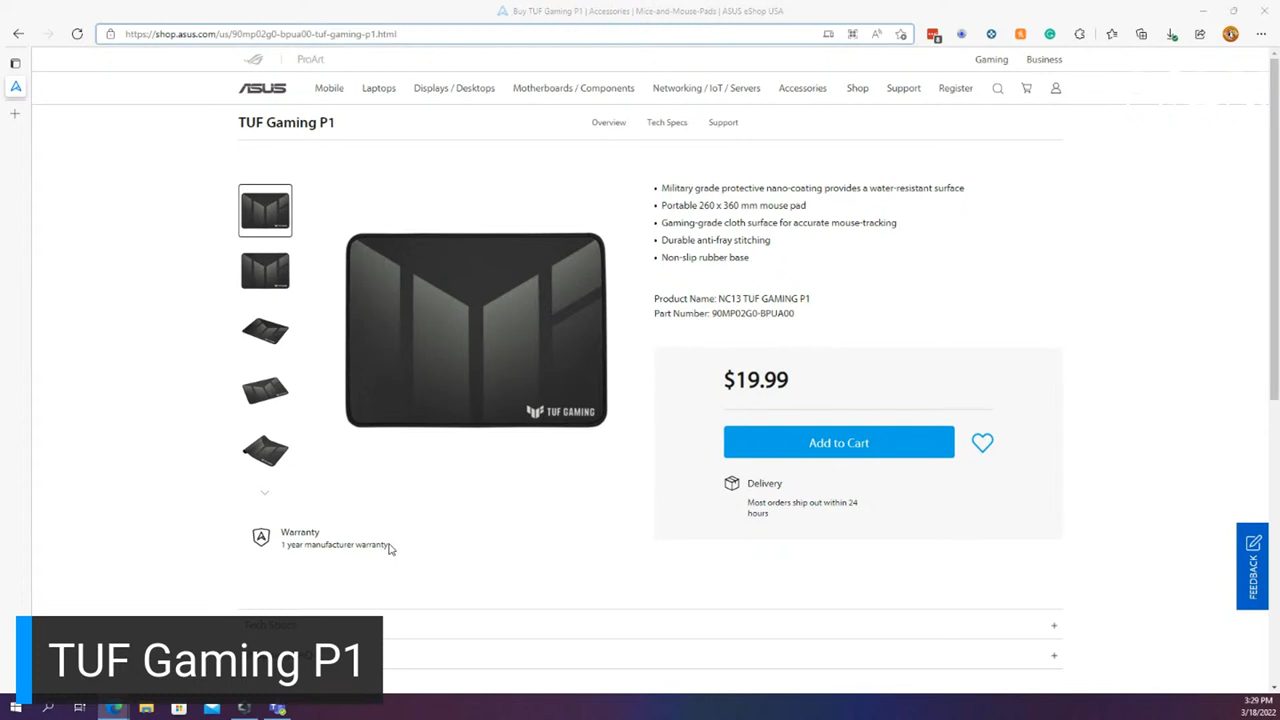 Buy TUF Gaming P1 | Accessories | Mice-and-Mouse-Pads | ASUS eShop USA
https://shop.asus.com/us/90mp02g0-bpua00-tuf-gaming-p1.html
ProArt
Gaming
Business
ASUS
Mobile
Laptops
Displays / Desktops
Motherboards / Components
Networking / IoT / Servers
Accessories
Shop
Support
Register
TUF Gaming P1
Overview
Tech Specs
Support
• Military grade protective nano-coating provides a water-resistant surface
• Portable 260 x 360 mm mouse pad
• Gaming-grade cloth surface for accurate mouse-tracking
• Durable anti-fray stitching
• Non-slip rubber base
Product Name: NC13 TUF GAMING P1
Part Number: 90MP02G0-BPUA00
TUF GAMING
$19.99
Add to Cart
Delivery
Most orders ship out within 24
hours
Warranty
1 year manufacturer warranty
FEEDBACK
Tech Specs
TUF Gaming P1
3:29 PM
3/18/2022